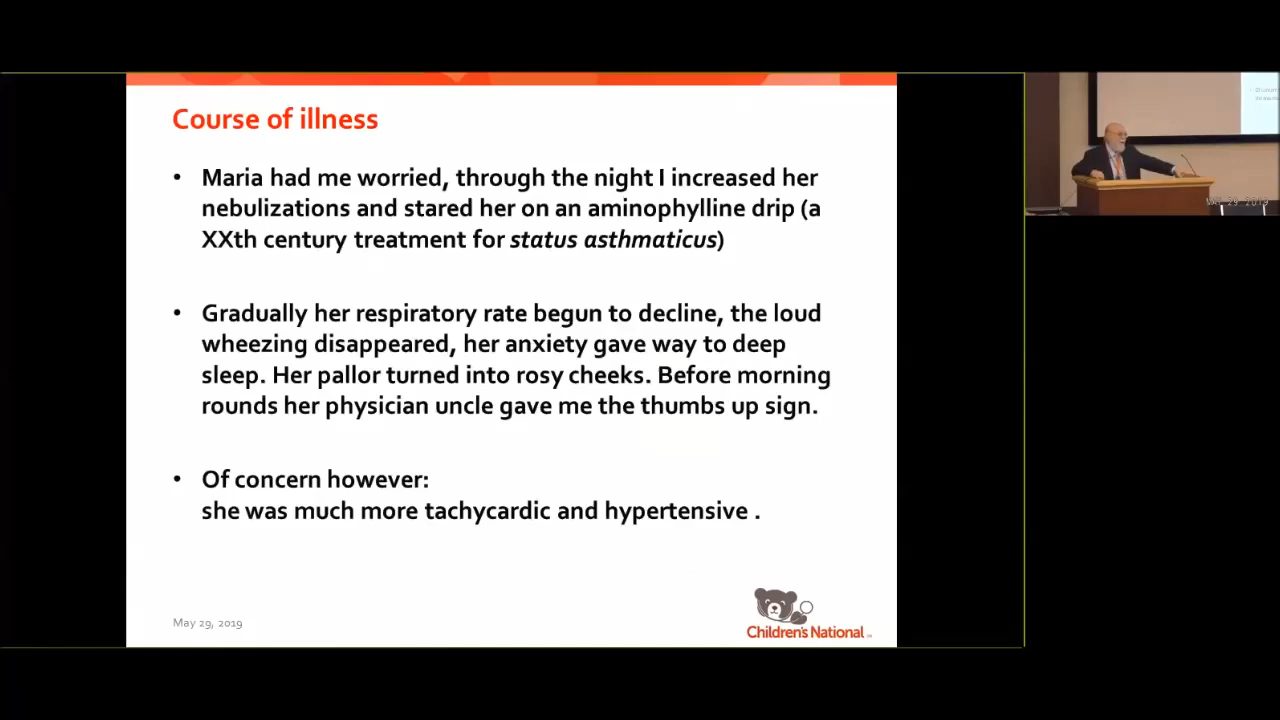 Course of illness
• Maria had me worried, through the night I increased her
nebulizations and stared her on an aminophylline drip (a
XXth century treatment for status asthmaticus)
• Gradually her respiratory rate begun to decline, the loud
wheezing disappeared, her anxiety gave way to deep
sleep. Her pallor turned into rosy cheeks. Before morning
rounds her physician uncle gave me the thumbs up sign.
• Of concern however:
she was much more tachycardic and hypertensive .
May 29, 2019
Children's National
MAY 29, 2019